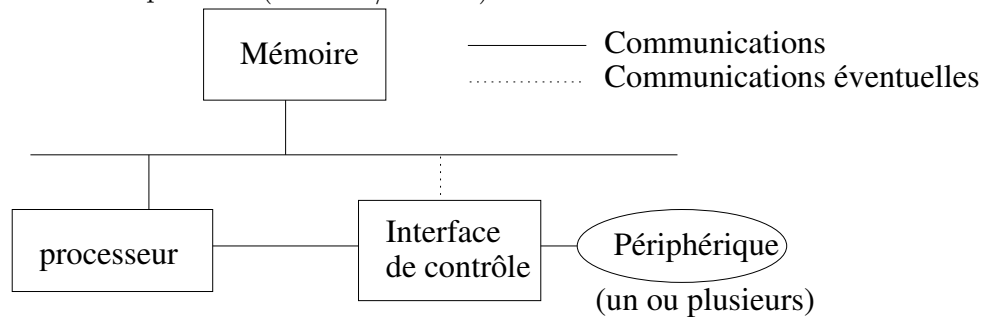 Mémoire
Communications
Communications éventuelles
processeur
Interface
de contrôle
Périphérique
(un ou plusieurs)